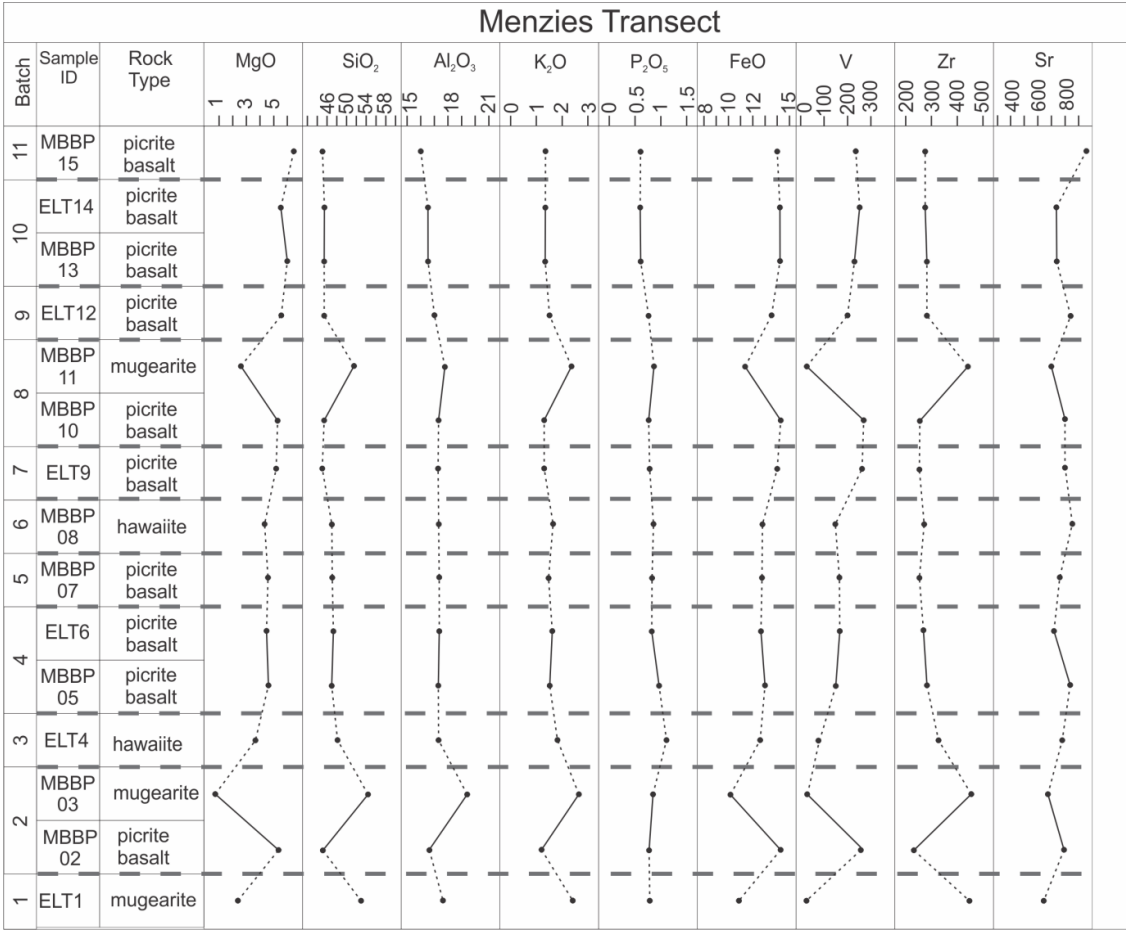 Menzies Transect
Batch
Sample
ID
Rock
Type
MgO
SiO₂
Al₂O₃
K₂O
P₂O₅
FeO
V
Zr
Sr
1 3 5
46 50 54 58
15 18 21
0 1 2 3
0 0.5 1 1.5
8 10 12 15
0 100 200 300
200 300 400 500
400 600 800
11
MBBP
15
picrite
basalt
10
ELT14
picrite
basalt
MBBP
13
picrite
basalt
9
ELT12
picrite
basalt
8
MBBP
11
mugearite
MBBP
10
picrite
basalt
7
ELT9
picrite
basalt
6
MBBP
08
hawaiite
5
MBBP
07
picrite
basalt
4
ELT6
picrite
basalt
MBBP
05
picrite
basalt
3
ELT4
hawaiite
2
MBBP
03
mugearite
MBBP
02
picrite
basalt
1
ELT1
mugearite